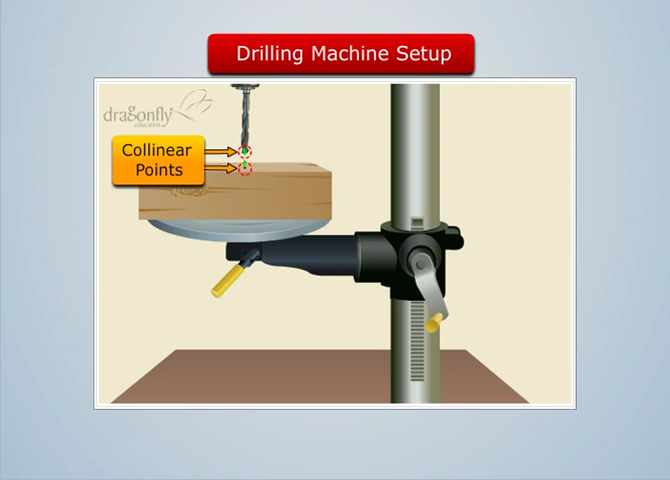 Drilling Machine Setup
dragonfly
education
Collinear
Points